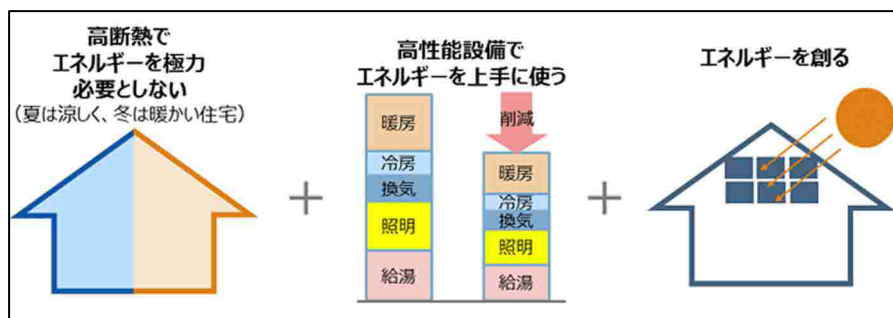 高断熱で
エネルギーを極力
必要としない
（夏は涼しく、冬は暖かい住宅）
高性能設備で
エネルギーを上手に使う
暖房
冷房
換気
照明
給湯
削減
暖房
冷房
換気
照明
給湯
エネルギーを創る